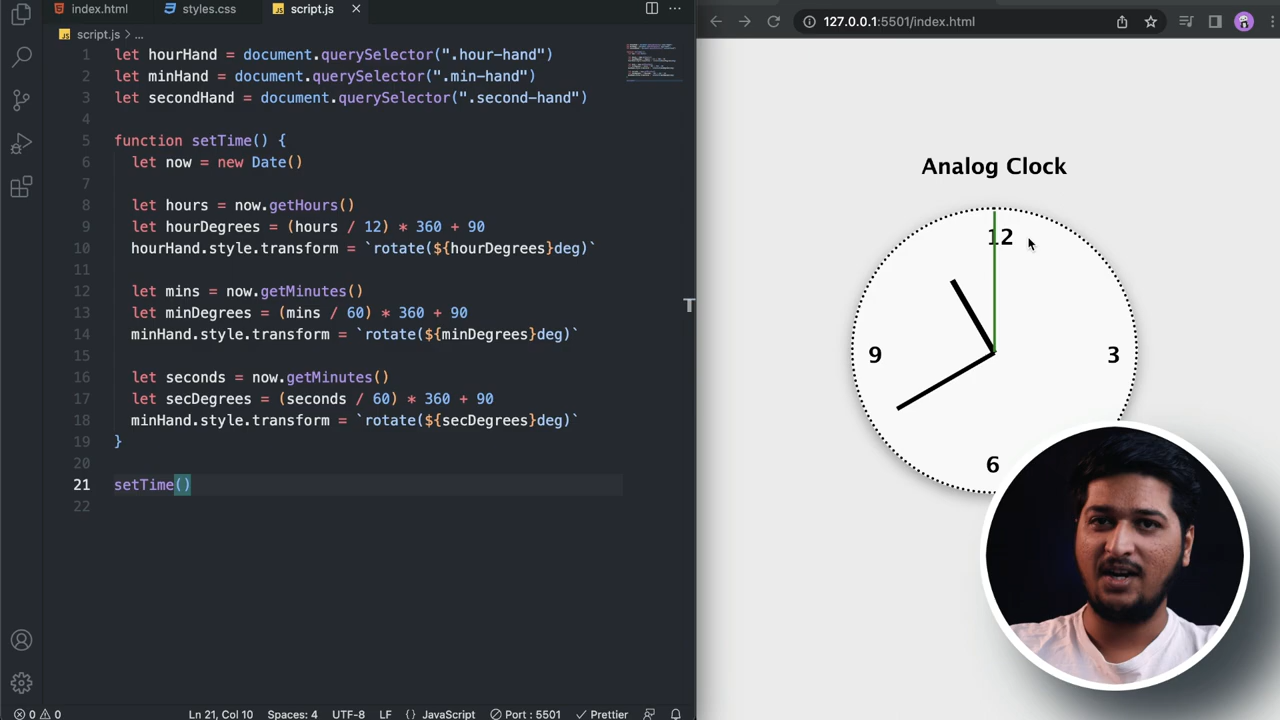 index.html
styles.css
script.js
127.0.0.1:5501/index.html
script.js > ...
1 let hourHand = document.querySelector(".hour-hand")
2 let minHand = document.querySelector(".min-hand")
3 let secondHand = document.querySelector(".second-hand")
4
5 function setTime() {
6 let now = new Date()
7
8 let hours = now.getHours()
9 let hourDegrees = (hours / 12) * 360 + 90
10 hourHand.style.transform = `rotate(${hourDegrees}deg)`
11
12 let mins = now.getMinutes()
13 let minDegrees = (mins / 60) * 360 + 90
14 minHand.style.transform = `rotate(${minDegrees}deg)`
15
16 let seconds = now.getMinutes()
17 let secDegrees = (seconds / 60) * 360 + 90
18 minHand.style.transform = `rotate(${secDegrees}deg)`
19 }
20
21 setTime()
22
Analog Clock
12
9
3
6
0 0
Ln 21, Col 10
Spaces: 4
UTF-8
LF
{} JavaScript
Port : 5501
Prettier